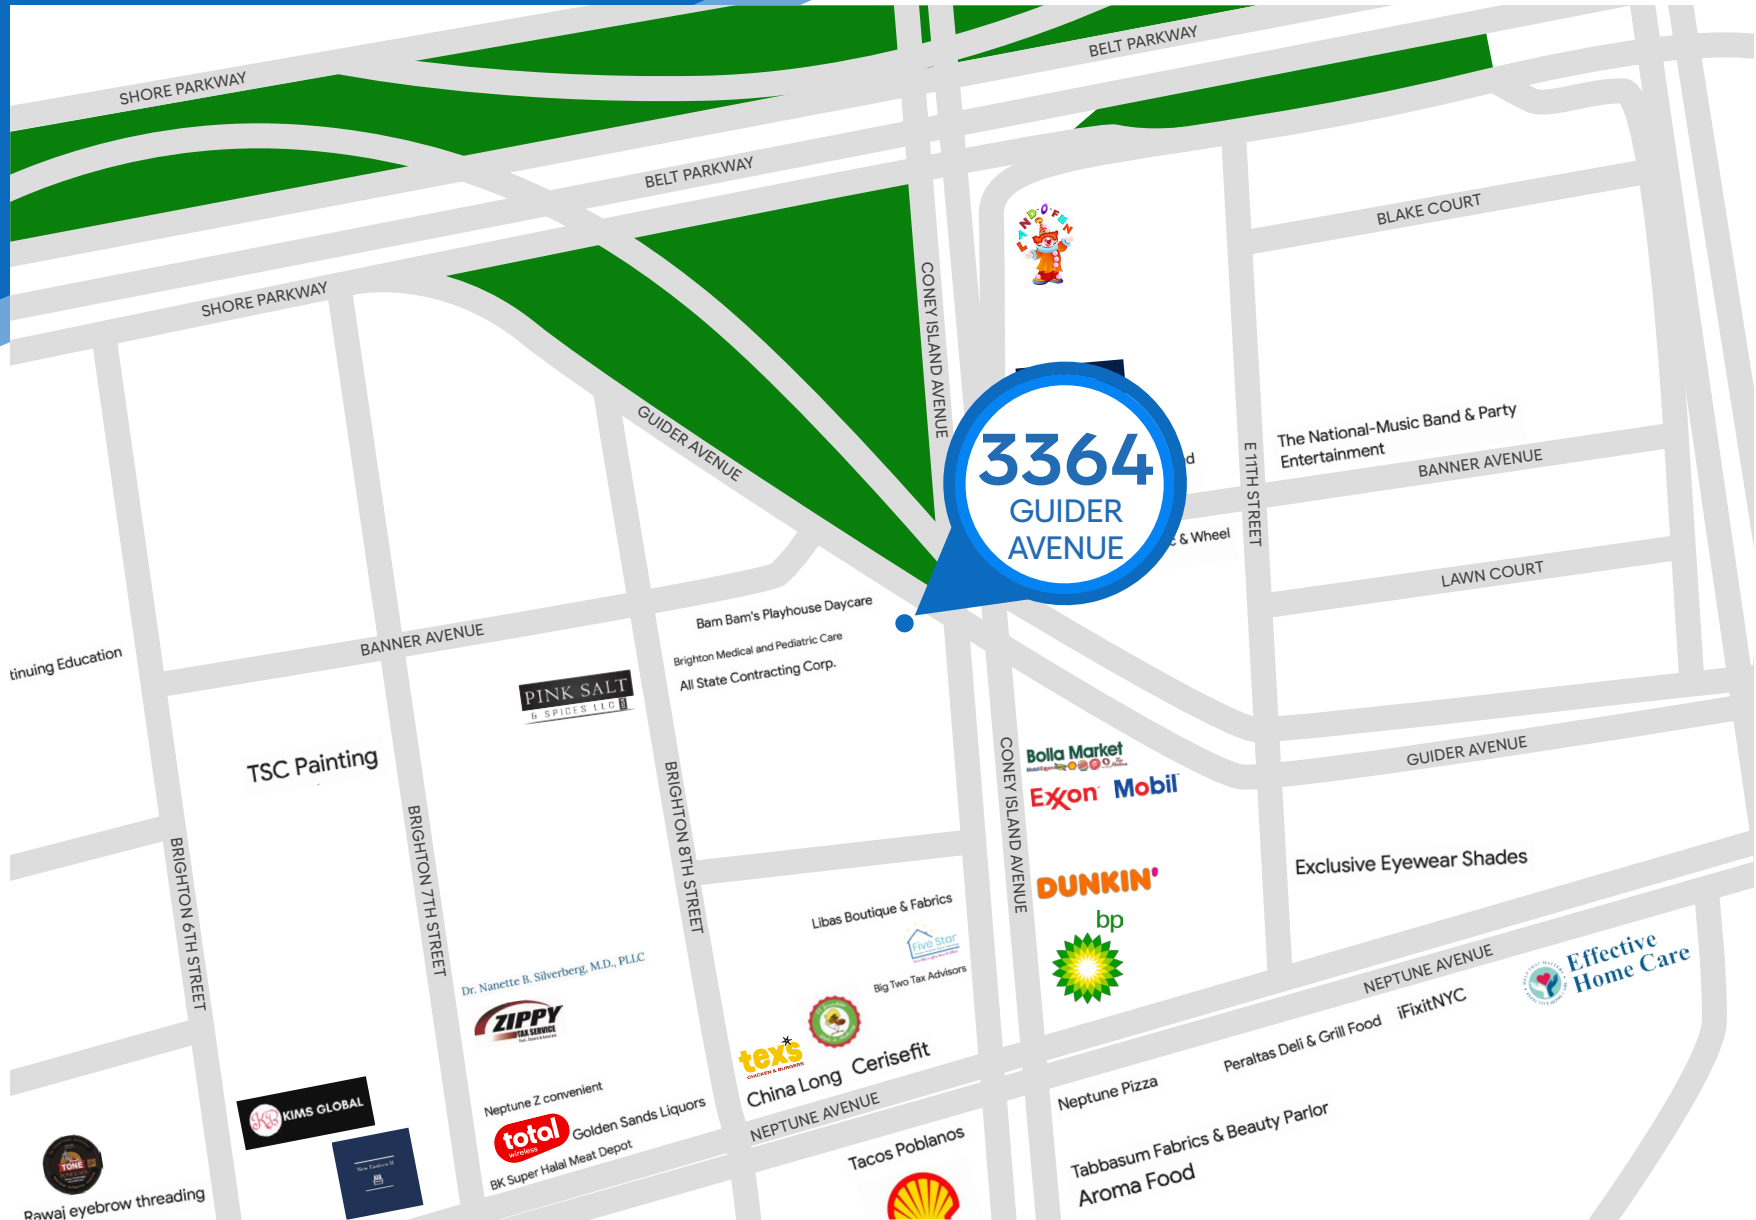 SHORE PARKWAY
BELT PARKWAY
BELT PARKWAY
SHORE PARKWAY
BLAKE COURT
LAND-O-FUN
CONEY ISLAND AVENUE
GUIDER AVENUE
3364
GUIDER
AVENUE
E 11TH STREET
The National-Music Band & Party
Entertainment
BANNER AVENUE
& Wheel
LAWN COURT
Bam Bam's Playhouse Daycare
Brighton Medical and Pediatric Care
All State Contracting Corp.
BANNER AVENUE
tinuing Education
PINK SALT
& SPICES LLC
TSC Painting
Bolla Market
Exxon Mobil
GUIDER AVENUE
CONEY ISLAND AVENUE
BRIGHTON 6TH STREET
BRIGHTON 7TH STREET
BRIGHTON 8TH STREET
Exclusive Eyewear Shades
DUNKIN'
bp
Libas Boutique & Fabrics
Five Star
Big Two Tax Advisors
Dr. Nanette B. Silverberg, M.D., PLLC
ZIPPY
TAX SERVICE
texs
CHICKEN & BURGERS
China Long
Cerisefit
NEPTUNE AVENUE
Effective
Home Care
iFixitNYC
Peraltas Deli & Grill Food
Neptune Pizza
NEPTUNE AVENUE
KIMS GLOBAL
Neptune Z convenient
total
wireless
Golden Sands Liquors
BK Super Halal Meat Depot
Tacos Poblanos
Tabbasum Fabrics & Beauty Parlor
Aroma Food
TONE
New Eastern II
Rawaj eyebrow threading